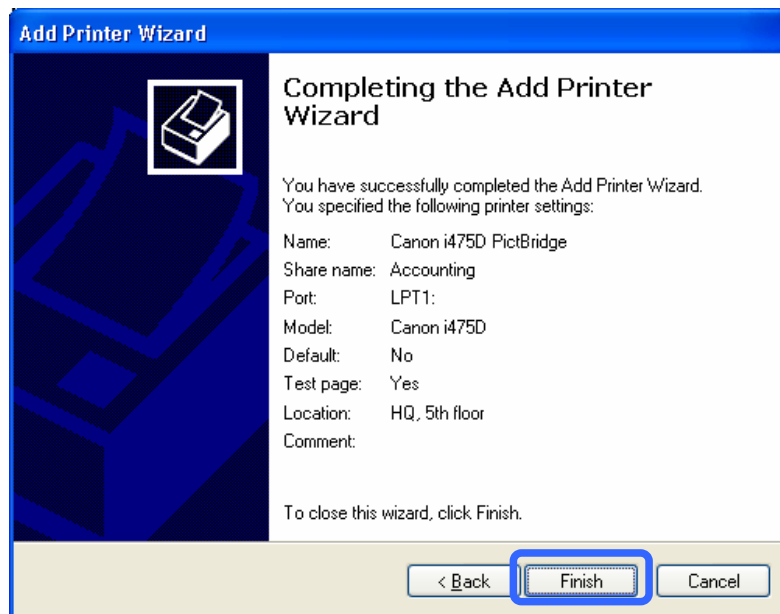 Add Printer Wizard
Completing the Add Printer
Wizard
You have successfully completed the Add Printer Wizard.
You specified the following printer settings:
Name: Canon i475D PictBridge
Share name: Accounting
Port: LPT1:
Model: Canon i475D
Default: No
Test page: Yes
Location: HQ, 5th floor
Comment:
To close this wizard, click Finish.
< Back Finish Cancel